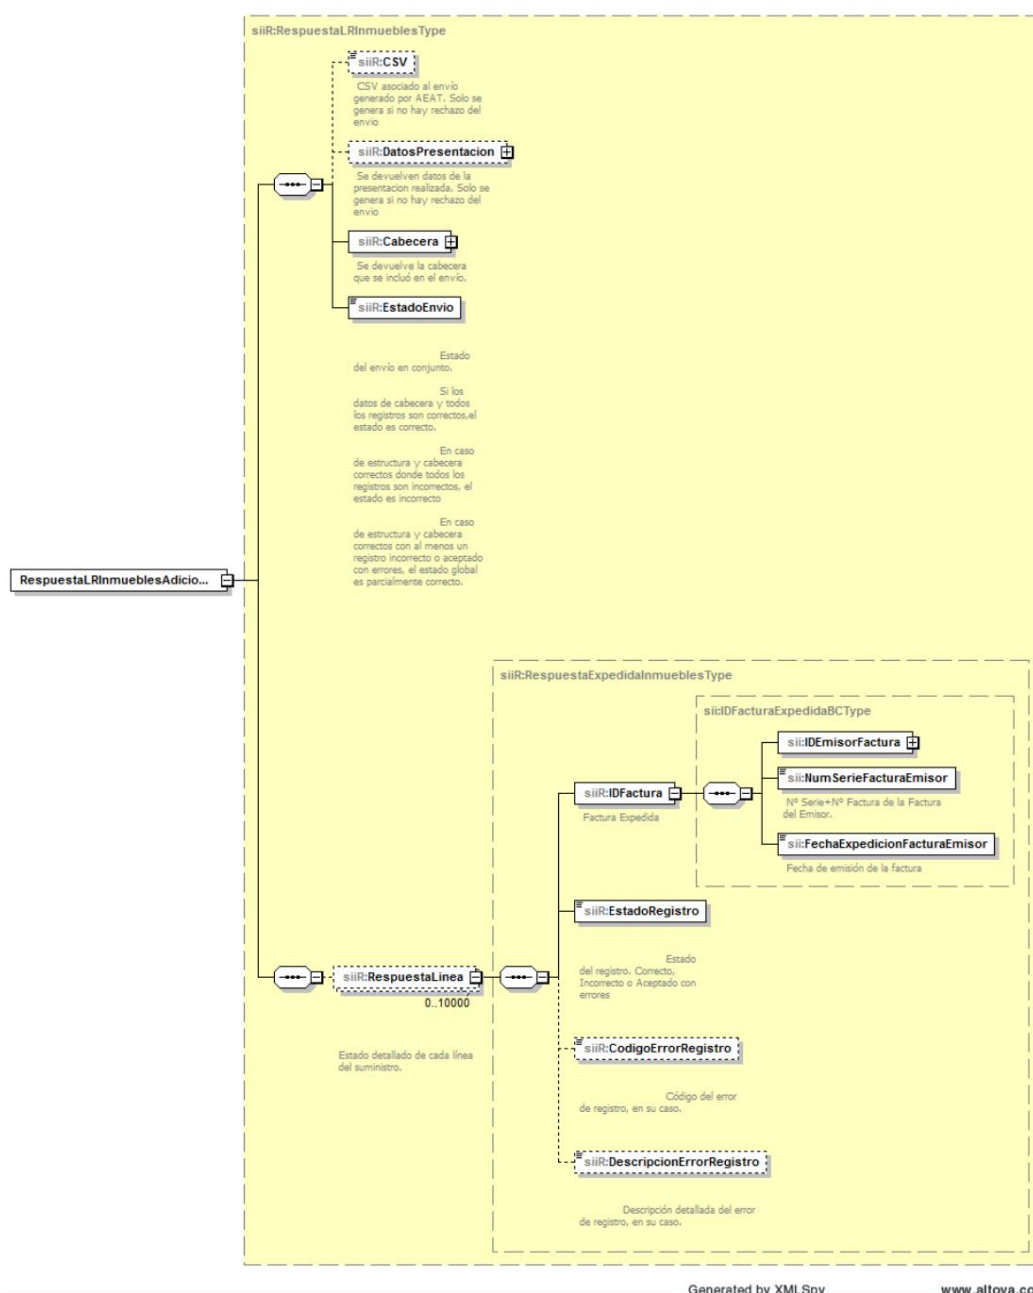 siiR:RespuestaLRInmueblesType
siiR:CSV
CSV asociado al envío
generado por AEAT. Solo se
genera si no hay rechazo del
envio
siiR:DatosPresentacion
Se devuelven datos de la
presentacion realizada. Solo se
genera si no hay rechazo del
envio
siiR:Cabecera
Se devuelve la cabecera
que se incluó en el envío.
siiR:EstadoEnvio
Estado
del envío en conjunto.
Si los
datos de cabecera y todos
los registros son correctos,el
estado es correcto.
En caso
de estructura y cabecera
correctos donde todos los
registros son incorrectos, el
estado es incorrecto
En caso
de estructura y cabecera
correctos con al menos un
registro incorrecto o aceptado
con errores, el estado global
es parcialmente correcto.
RespuestaLRInmueblesAdicio...
siiR:RespuestaExpedidaInmueblesType
sii:IDFacturaExpedidaBCType
sii:IDEmisorFactura
sii:NumSerieFacturaEmisor
Nº Serie+Nº Factura de la Factura
del Emisor.
sii:FechaExpedicionFacturaEmisor
Fecha de emisión de la factura
siiR:IDFactura
Factura Expedida
siiR:EstadoRegistro
Estado
del registro. Correcto,
Incorrecto o Aceptado con
errores
siiR:RespuestaLinea
0..10000
Estado detallado de cada línea
del suministro.
siiR:CodigoErrorRegistro
Código del error
de registro, en su caso.
siiR:DescripcionErrorRegistro
Descripción detallada del error
de registro, en su caso.
Generated by XMLSpy
www.altova.co